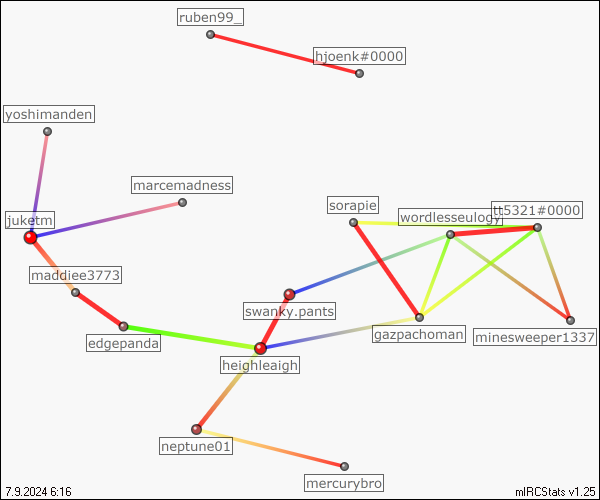 ruben99_
hjoenk#0000
yoshimanden
marcemadness
sorapie
juketm
wordlesseulogy
tt5321#0000
maddiee3773
swanky.pants
edgepanda
gazpachoman
minesweeper1337
heighleaigh
neptune01
mercurybro
7.9.2024 6:16
mIRCStats v1.25